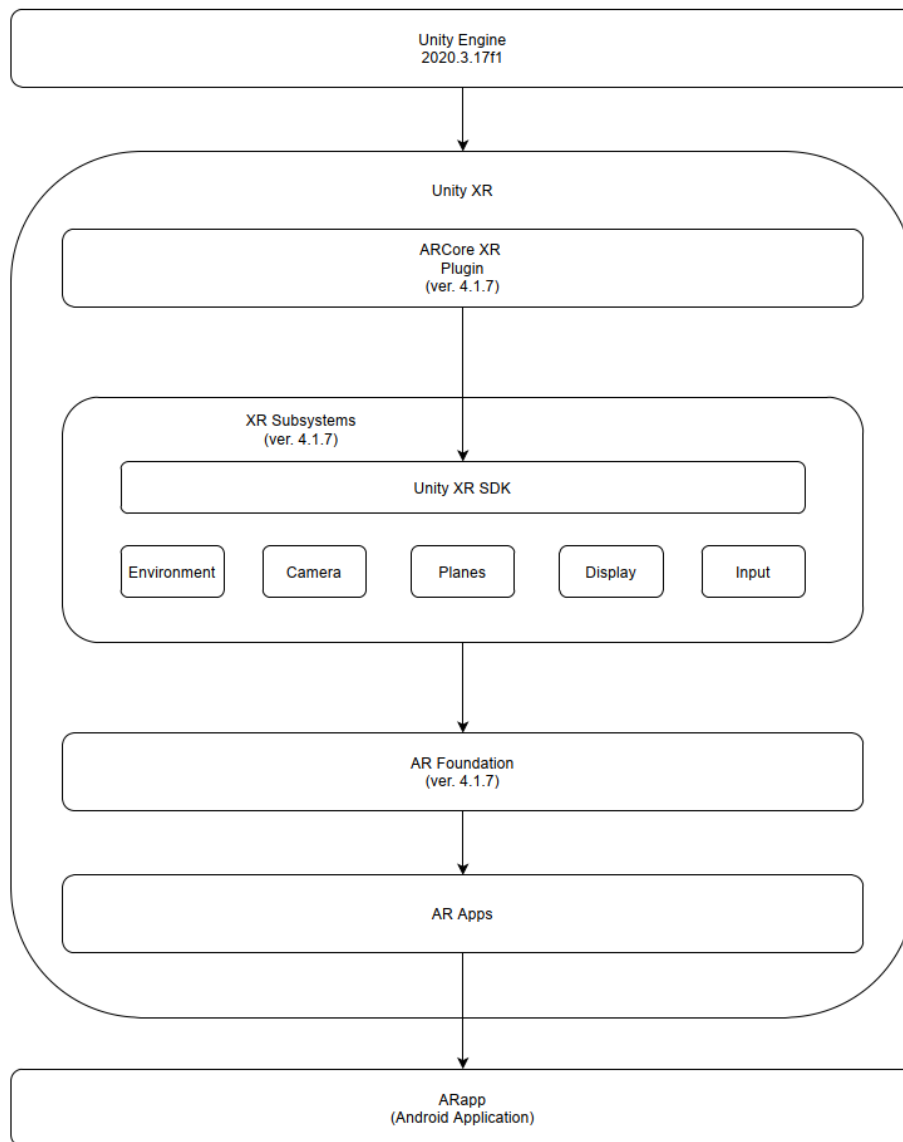 Unity Engine
2020.3.17f1
Unity XR
ARCore XR
Plugin
(ver. 4.1.7)
XR Subsystems
(ver. 4.1.7)
Unity XR SDK
Environment
Camera
Planes
Display
Input
AR Foundation
(ver. 4.1.7)
AR Apps
ARapp
(Android Application)